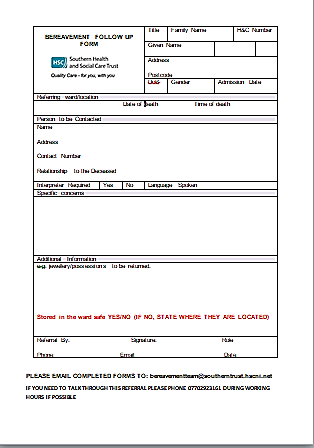 BEREAVEMENT FOLLOW UP
FORM
HSC Southern Health
and Social Care Trust
Quality Care - for you, with you
Title Family Name H&C Number
Given Name
Address
Postcode
DoB Gender Admission Date
Referring ward/location
Date of Death Time of death
Person to be Contacted
Name
Address
Contact Number
Relationship to the Deceased
Interpreter Required Yes No Language Spoken
Specific concerns
Additional Information
e.g. jewellery/possessions to be returned.
Stored in the ward safe YES/NO (IF NO, STATE WHERE THEY ARE LOCATED)
Referral By: Signature: Role
Phone Email Date:
PLEASE EMAIL COMPLETED FORMS TO: bereavementteam@southerntrust.hscni.net
IF YOU NEED TO TALK THROUGH THIS REFERRAL PLEASE PHONE 07702923161 DURING WORKING
HOURS IF POSSIBLE